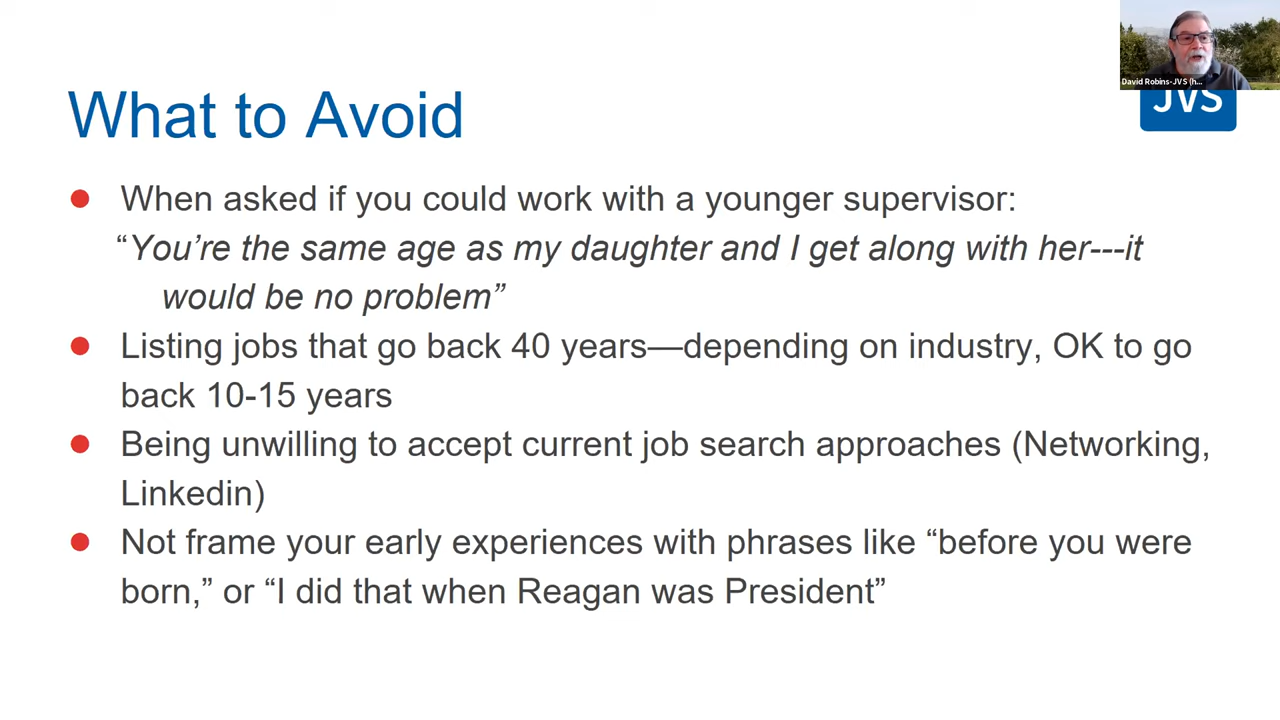 David Robins-JVS (h...
JVS
What to Avoid
● When asked if you could work with a younger supervisor:
“You’re the same age as my daughter and I get along with her---it
would be no problem”
● Listing jobs that go back 40 years—depending on industry, OK to go
back 10-15 years
● Being unwilling to accept current job search approaches (Networking,
Linkedin)
● Not frame your early experiences with phrases like “before you were
born,” or “I did that when Reagan was President”